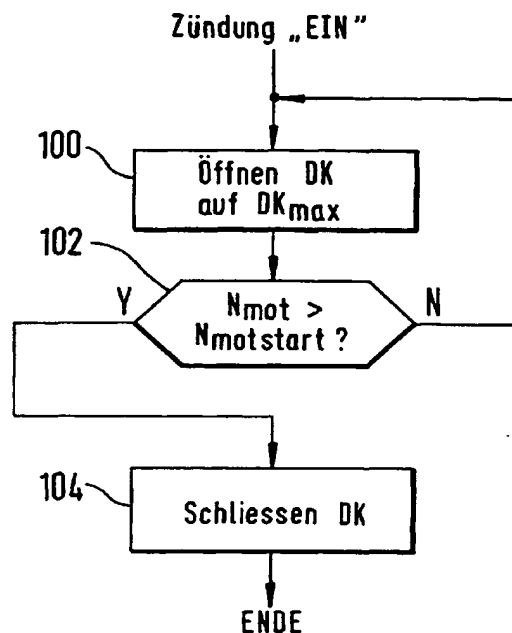 Zündung „EIN”
100
Öffnen DK
auf DKmax
102
Y
Nmot >
Nmotstart ?
N
104
Schliessen DK
ENDE